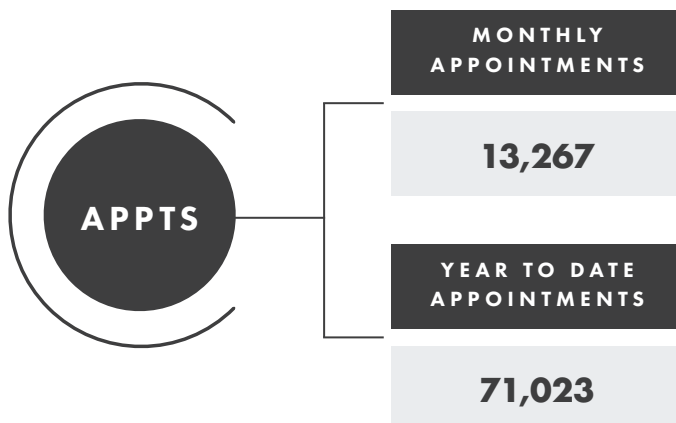 APPTS
MONTHLY
APPOINTMENTS
13,267
YEAR TO DATE
APPOINTMENTS
71,023